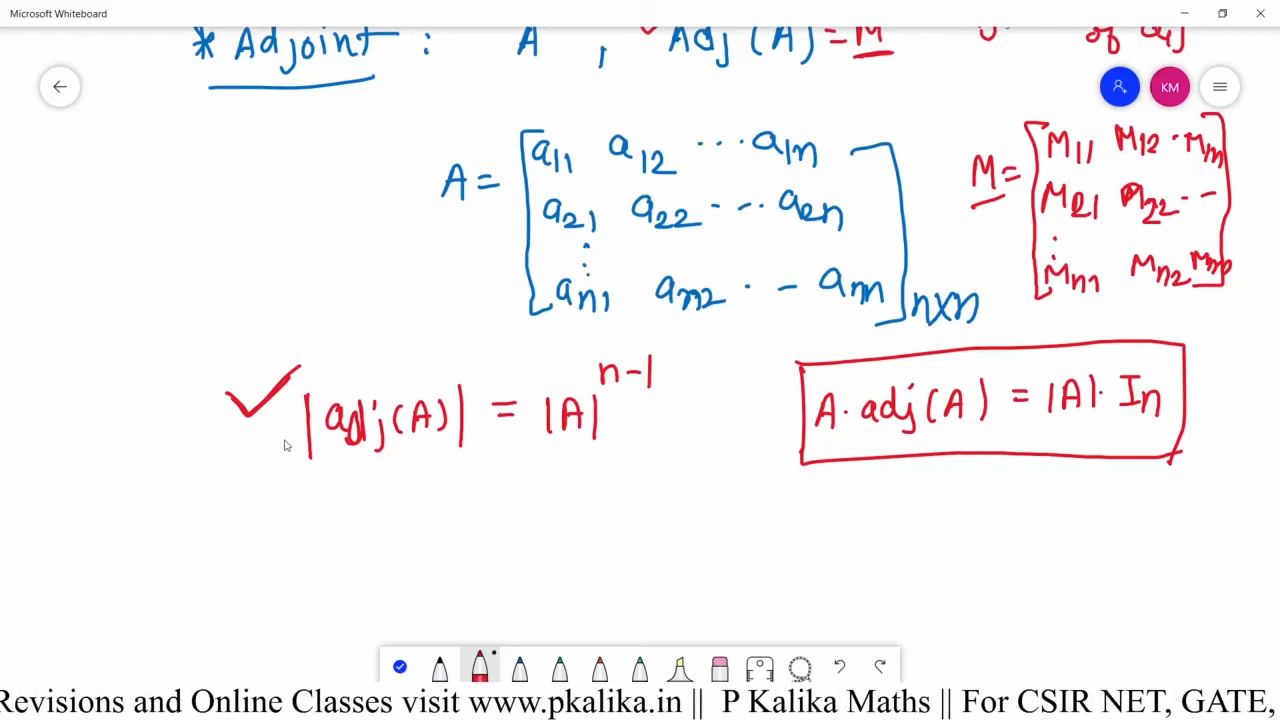 Microsoft Whiteboard
* Adjoint : A , Adj (A) = M of aij
KM
A = [ a11 a12 ... a1n
a21 a22 ... a2n
⋮
an1 an2 . - ann ] n×n
M = [ M11 M12 .. M1n
M21 M22 - -
⋮
Mn1 Mn2 Mnn ]
✓ |adj(A)| = |A|^n-1
A. adj(A) = |A|. In
Revisions and Online Classes visit www.pkalika.in || P Kalika Maths || For CSIR NET, GATE,